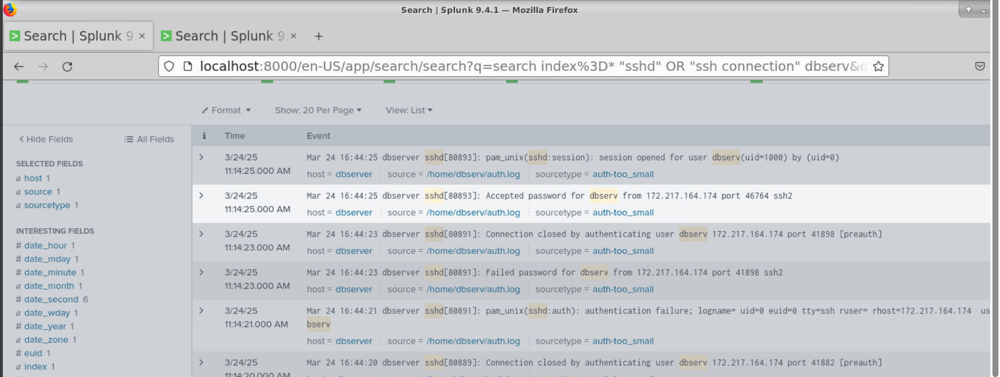 Search | Splunk 9.4.1 — Mozilla Firefox
Search | Splunk 9. ×
Search | Splunk 9. ×
+
localhost:8000/en-US/app/search/search?q=search index%3D* "sshd" OR "ssh connection" dbserv&d
Format
Show: 20 Per Page
View: List
Hide Fields
All Fields
SELECTED FIELDS
a host 1
a source 1
a sourcetype 1
INTERESTING FIELDS
# date_hour 1
# date_mday 1
# date_minute 1
a date_month 1
# date_second 6
a date_wday 1
# date_year 1
a date_zone 1
# euid 1
a index 1
i Time Event
3/24/25
11:14:25.000 AM
Mar 24 16:44:25 dbserver sshd[80893]: pam_unix(sshd:session): session opened for user dbserv(uid=1000) by (uid=0)
host = dbserver source = /home/dbserv/auth.log sourcetype = auth-too_small
3/24/25
11:14:25.000 AM
Mar 24 16:44:25 dbserver sshd[80893]: Accepted password for dbserv from 172.217.164.174 port 46764 ssh2
host = dbserver source = /home/dbserv/auth.log sourcetype = auth-too_small
3/24/25
11:14:23.000 AM
Mar 24 16:44:23 dbserver sshd[80891]: Connection closed by authenticating user dbserv 172.217.164.174 port 41898 [preauth]
host = dbserver source = /home/dbserv/auth.log sourcetype = auth-too_small
3/24/25
11:14:23.000 AM
Mar 24 16:44:23 dbserver sshd[80891]: Failed password for dbserv from 172.217.164.174 port 41898 ssh2
host = dbserver source = /home/dbserv/auth.log sourcetype = auth-too_small
3/24/25
11:14:21.000 AM
Mar 24 16:44:21 dbserver sshd[80891]: pam_unix(sshd:auth): authentication failure; logname= uid=0 euid=0 tty=ssh ruser= rhost=172.217.164.174 us
bserv
host = dbserver source = /home/dbserv/auth.log sourcetype = auth-too_small
3/24/25
11:14:20.000 AM
Mar 24 16:44:20 dbserver sshd[80889]: Connection closed by authenticating user dbserv 172.217.164.174 port 41882 [preauth]